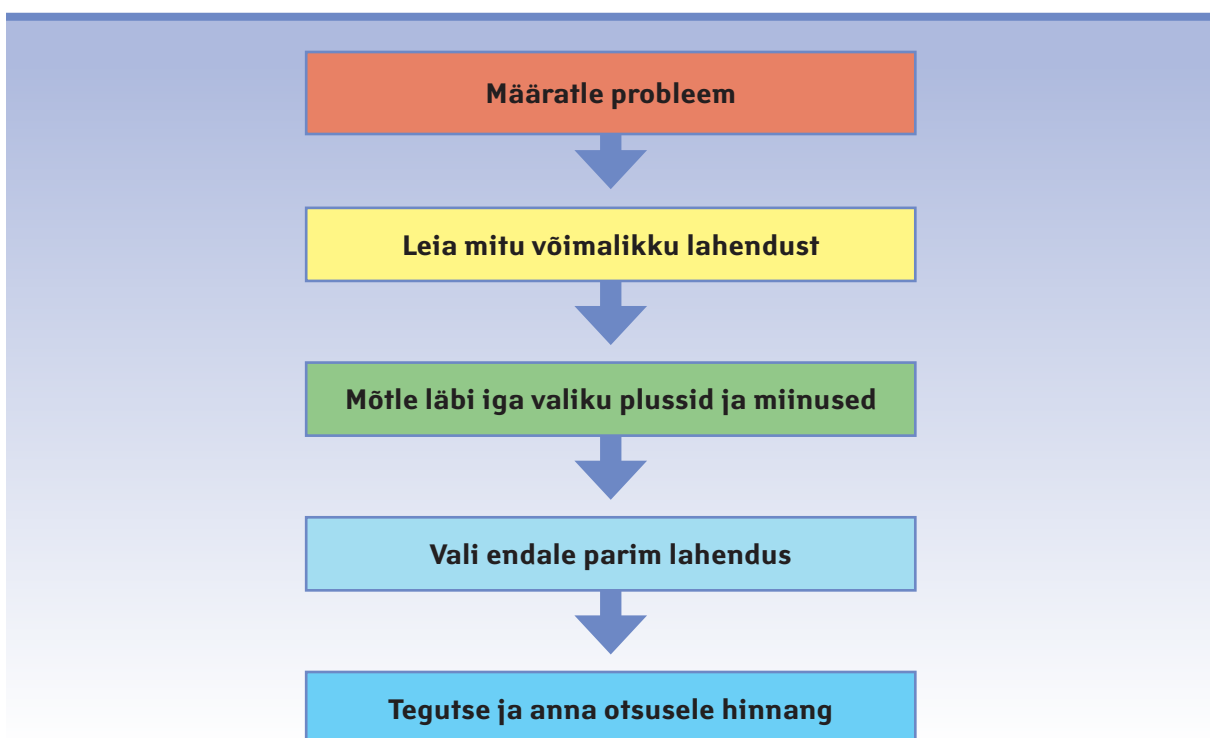 Määratle probleem
Leia mitu võimalikku lahendust
Mõtle läbi iga valiku plussid ja miinused
Vali endale parim lahendus
Tegutse ja anna otsusele hinnang